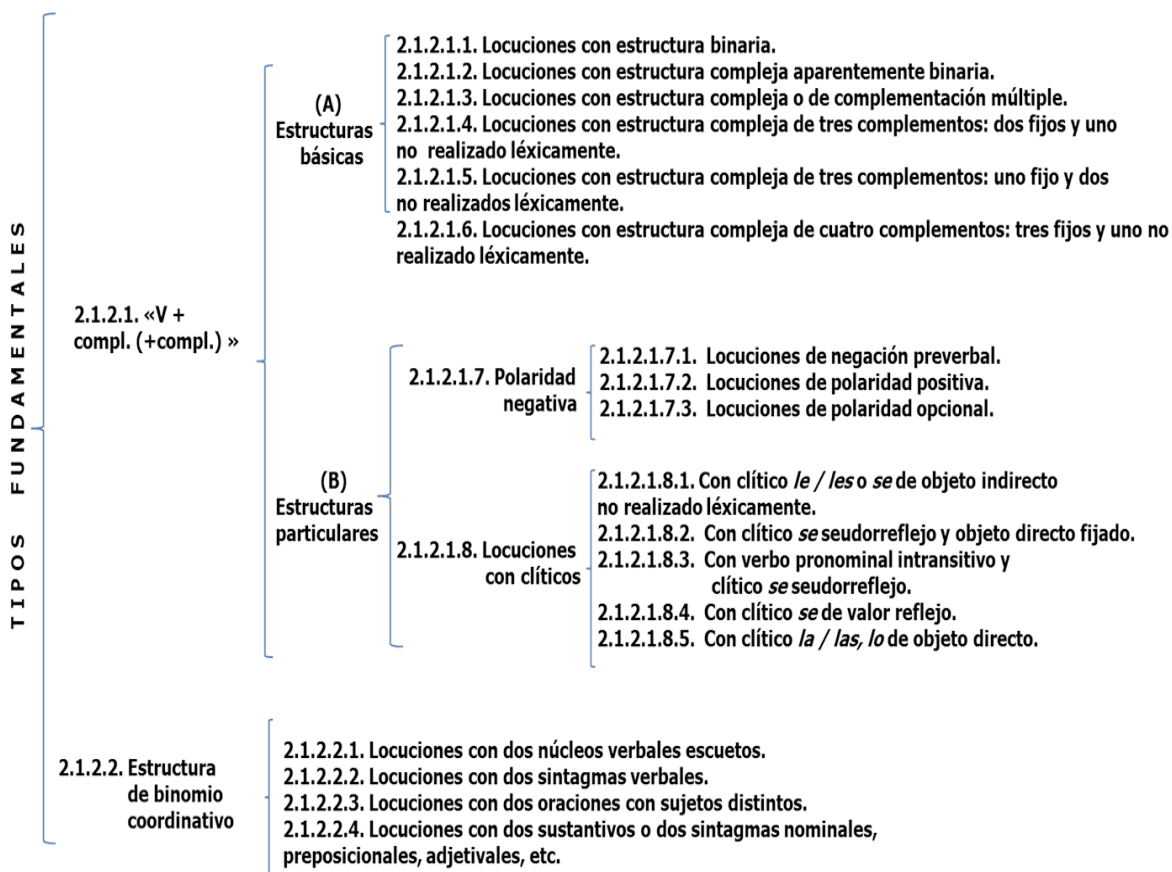 TIPOS FUNDAMENTALES
2.1.2.1. «V +
compl. (+compl.) »
(A)
Estructuras
básicas
2.1.2.1.1. Locuciones con estructura binaria.
2.1.2.1.2. Locuciones con estructura compleja aparentemente binaria.
2.1.2.1.3. Locuciones con estructura compleja o de complementación múltiple.
2.1.2.1.4. Locuciones con estructura compleja de tres complementos: dos fijos y uno
no realizado léxicamente.
2.1.2.1.5. Locuciones con estructura compleja de tres complementos: uno fijo y dos
no realizados léxicamente.
2.1.2.1.6. Locuciones con estructura compleja de cuatro complementos: tres fijos y uno no
realizado léxicamente.
(B)
Estructuras
particulares
2.1.2.1.7. Polaridad
negativa
2.1.2.1.7.1. Locuciones de negación preverbal.
2.1.2.1.7.2. Locuciones de polaridad positiva.
2.1.2.1.7.3. Locuciones de polaridad opcional.
2.1.2.1.8. Locuciones
con clíticos
2.1.2.1.8.1. Con clítico le / les o se de objeto indirecto
no realizado léxicamente.
2.1.2.1.8.2. Con clítico se seudorreflejo y objeto directo fijado.
2.1.2.1.8.3. Con verbo pronominal intransitivo y
clítico se seudorreflejo.
2.1.2.1.8.4. Con clítico se de valor reflejo.
2.1.2.1.8.5. Con clítico la / las, lo de objeto directo.
2.1.2.2. Estructura
de binomio
coordinativo
2.1.2.2.1. Locuciones con dos núcleos verbales escuetos.
2.1.2.2.2. Locuciones con dos sintagmas verbales.
2.1.2.2.3. Locuciones con dos oraciones con sujetos distintos.
2.1.2.2.4. Locuciones con dos sustantivos o dos sintagmas nominales,
preposicionales, adjetivales, etc.